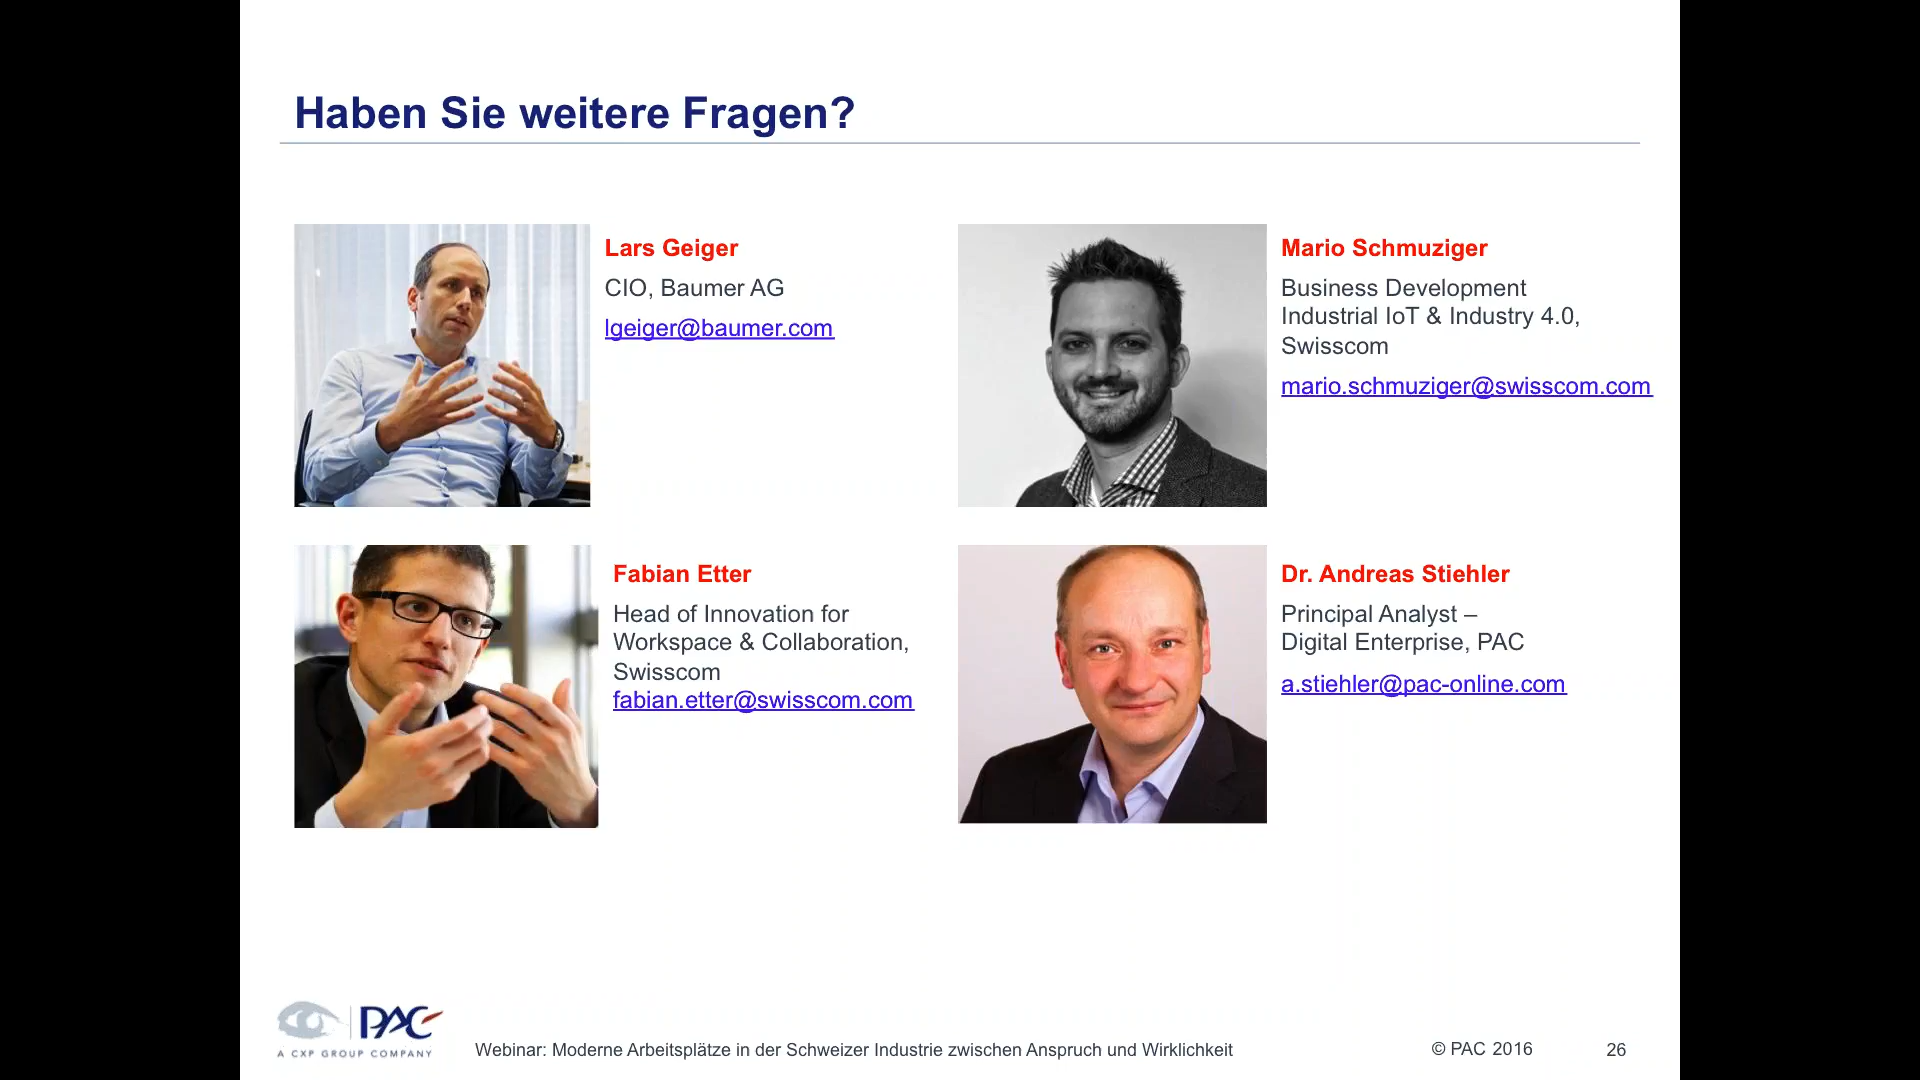 Haben Sie weitere Fragen?
Lars Geiger
CIO, Baumer AG
lgeiger@baumer.com
Mario Schmuziger
Business Development
Industrial IoT & Industry 4.0,
Swisscom
mario.schmuziger@swisscom.com
Fabian Etter
Head of Innovation for
Workspace & Collaboration,
Swisscom
fabian.etter@swisscom.com
Dr. Andreas Stiehler
Principal Analyst –
Digital Enterprise, PAC
a.stiehler@pac-online.com
PAC
A CXP GROUP COMPANY
Webinar: Moderne Arbeitsplätze in der Schweizer Industrie zwischen Anspruch und Wirklichkeit
© PAC 2016
26